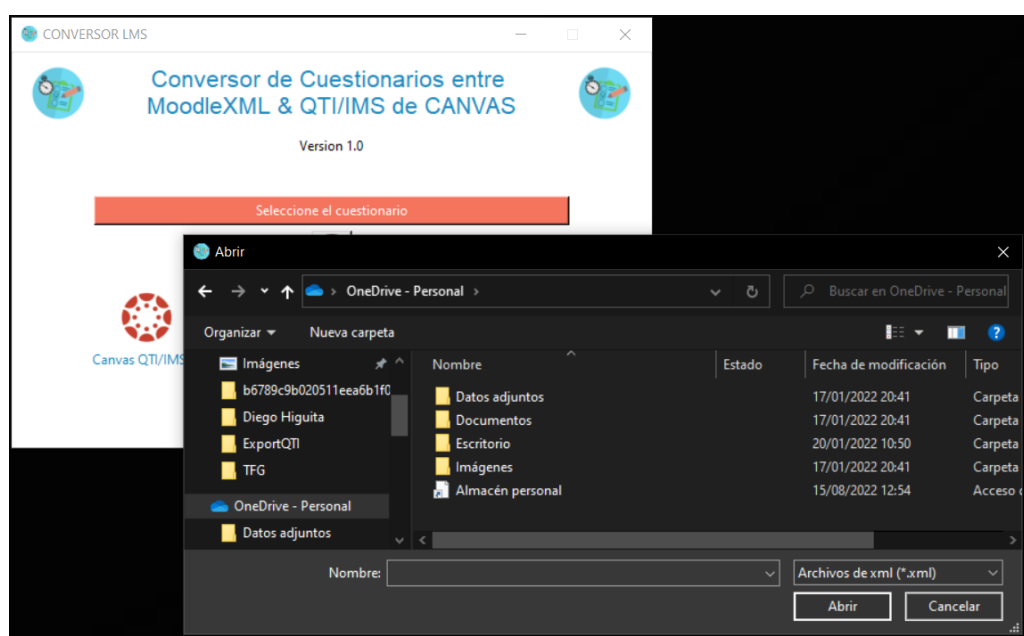 CONVERSOR LMS
Conversor de Cuestionarios entre
MoodleXML & QTI/IMS de CANVAS
Version 1.0
Seleccione el cuestionario
Canvas QTI/IMS
Abrir
OneDrive - Personal
Buscar en OneDrive - Personal
Organizar Nueva carpeta
Imágenes
b6789c9b020511eea6b1f0
Diego Higuita
ExportQTI
TFG
OneDrive - Personal
Datos adjuntos
Nombre Estado Fecha de modificación Tipo
Datos adjuntos 17/01/2022 20:41 Carpeta
Documentos 17/01/2022 20:41 Carpeta
Escritorio 20/01/2022 10:50 Carpeta
Imágenes 17/01/2022 20:41 Carpeta
Almacén personal 15/08/2022 12:54 Acceso
Nombre: Archivos de xml (*.xml)
Abrir Cancelar